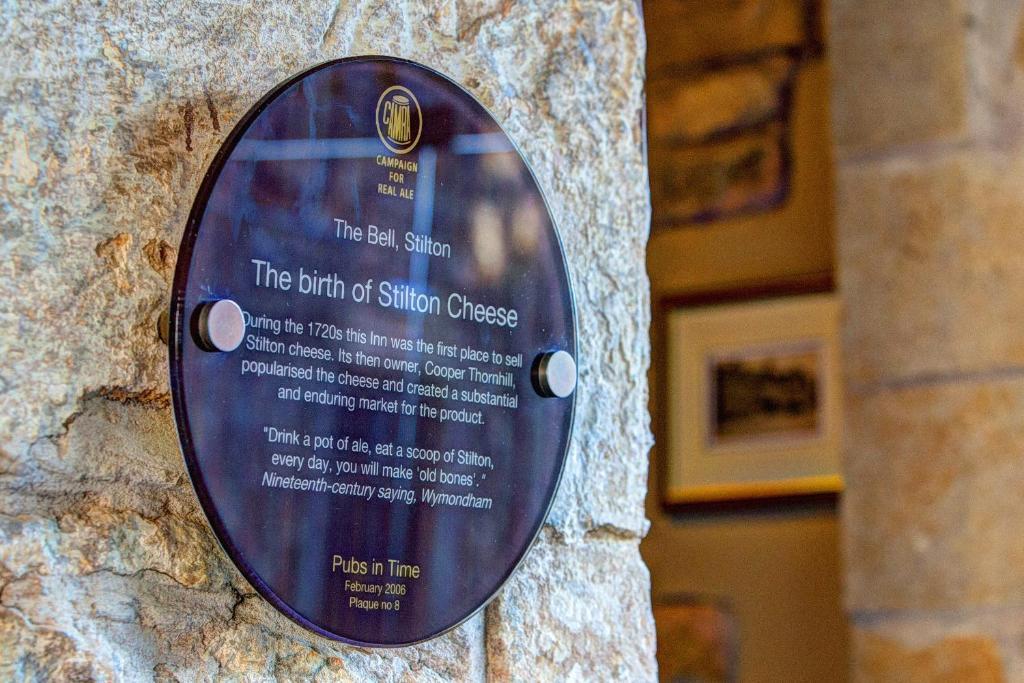 CAMRA
CAMPAIGN
FOR
REAL ALE
The Bell, Stilton
The birth of Stilton Cheese
During the 1720s this Inn was the first place to sell
Stilton cheese. Its then owner, Cooper Thornhill,
popularised the cheese and created a substantial
and enduring market for the product.
"Drink a pot of ale, eat a scoop of Stilton,
every day, you will make 'old bones'."
Nineteenth-century saying, Wymondham
Pubs in Time
February 2006
Plaque no 8